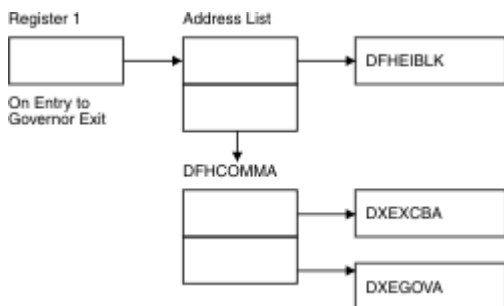 Register 1
Address List
DFHEIBLK
On Entry to
Governor Exit
DFHCOMMA
DXEXCBA
DXEGOVA